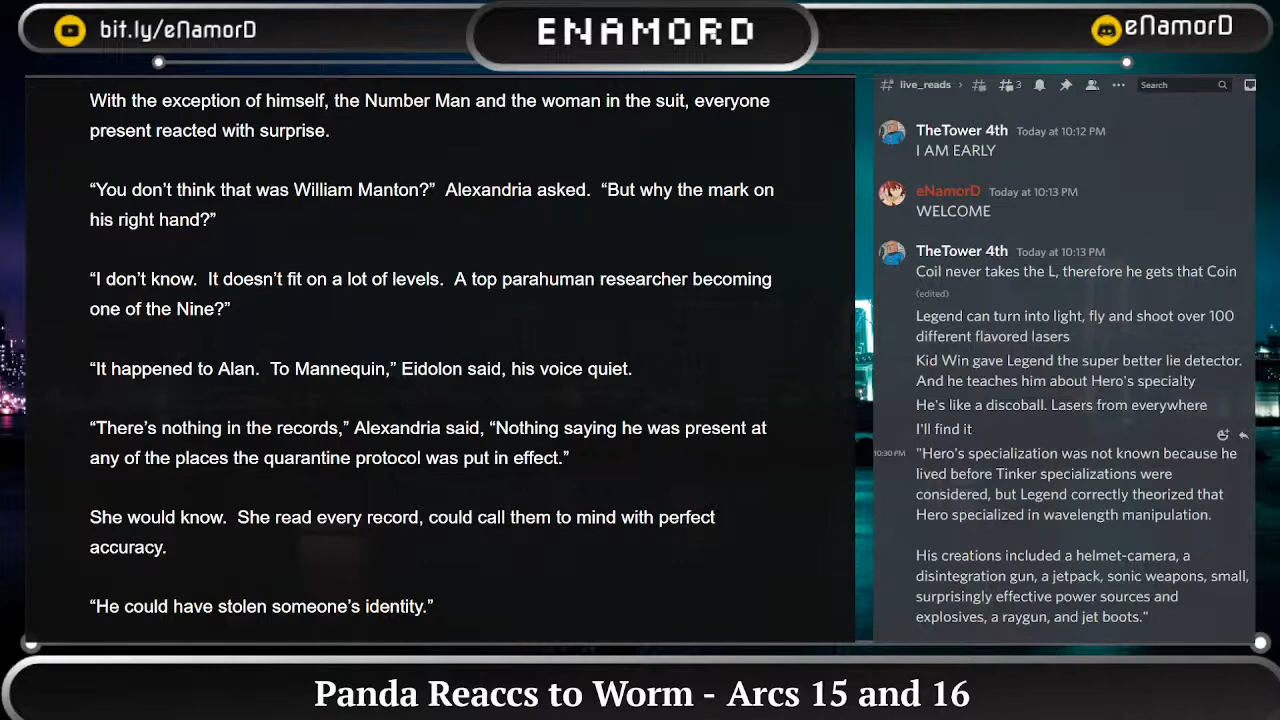 bit.ly/eNamorD
ENAMORD
eNamorD
With the exception of himself, the Number Man and the woman in the suit, everyone
present reacted with surprise.
“You don’t think that was William Manton?”  Alexandria asked.  “But why the mark on
his right hand?”
“I don’t know.  It doesn’t fit on a lot of levels.  A top parahuman researcher becoming
one of the Nine?”
“It happened to Alan.  To Mannequin,” Eidolon said, his voice quiet.
“There’s nothing in the records,” Alexandria said, “Nothing saying he was present at
any of the places the quarantine protocol was put in effect.”
She would know.  She read every record, could call them to mind with perfect
accuracy.
“He could have stolen someone’s identity.”
live_reads
3
Search
TheTower 4th Today at 10:12 PM
I AM EARLY
eNamorD Today at 10:13 PM
WELCOME
TheTower 4th Today at 10:13 PM
Coil never takes the L, therefore he gets that Coin
(edited)
Legend can turn into light, fly and shoot over 100
different flavored lasers
Kid Win gave Legend the super better lie detector.
And he teaches him about Hero's specialty
He's like a discoball. Lasers from everywhere
I'll find it
10:30 PM "Hero's specialization was not known because he
lived before Tinker specializations were
considered, but Legend correctly theorized that
Hero specialized in wavelength manipulation.
His creations included a helmet-camera, a
disintegration gun, a jetpack, sonic weapons, small,
surprisingly effective power sources and
explosives, a raygun, and jet boots."
Panda Reaccs to Worm - Arcs 15 and 16